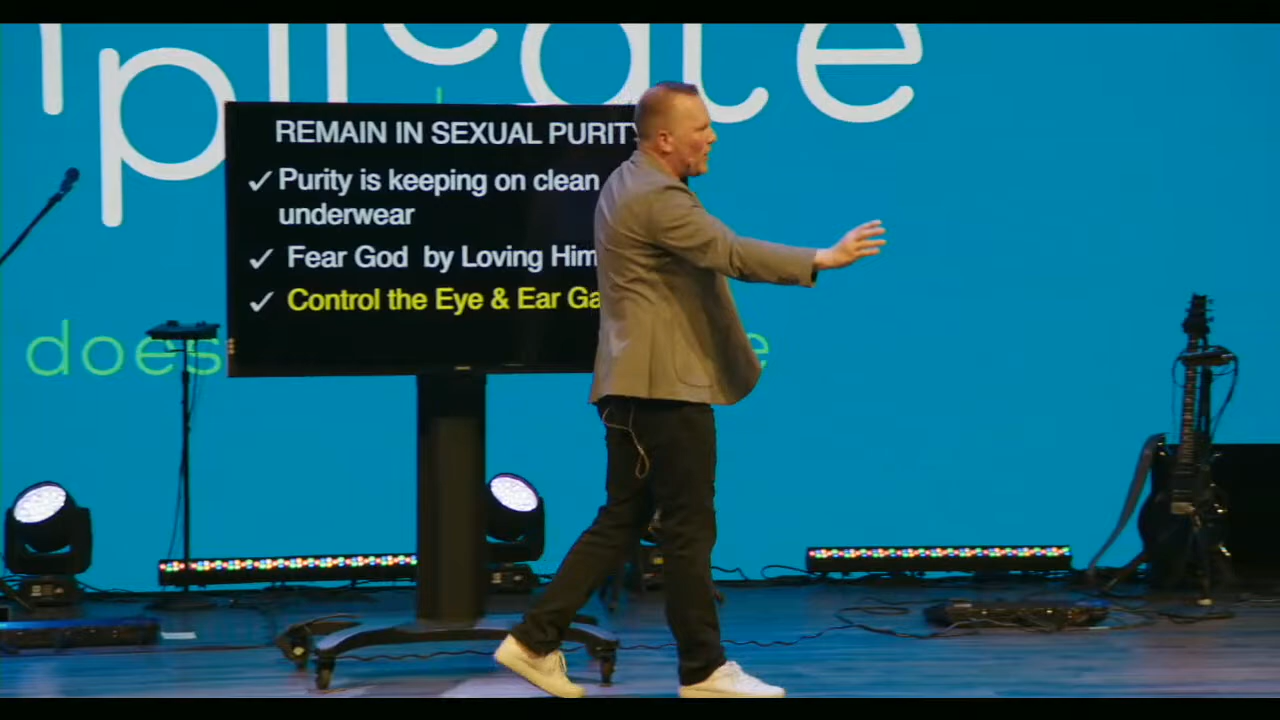 REMAIN IN SEXUAL PURITY
✓ Purity is keeping on clean
underwear
✓ Fear God by Loving Him
✓ Control the Eye & Ear
does